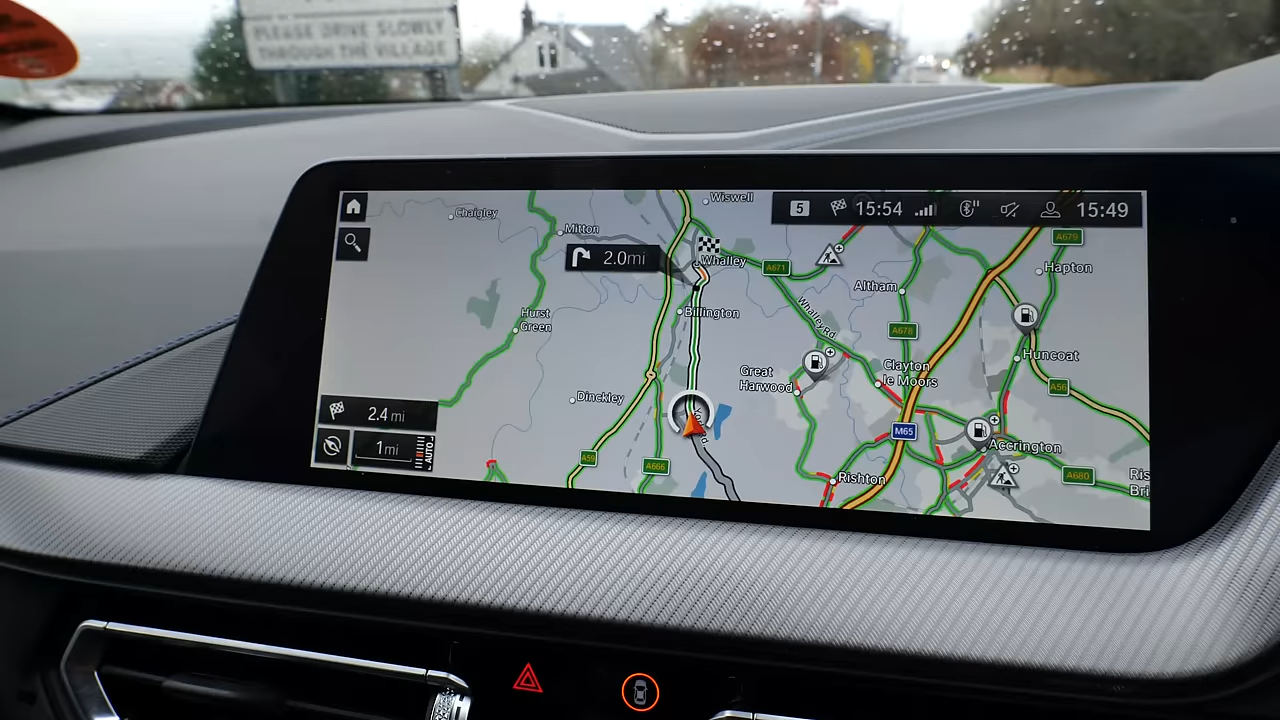 PLEASE DRIVE SLOWLY
THROUGH THE VILLAGE
Wiswell
5
15:54
15:49
Chaigley
Mitton
2.0mi
Whalley
A671
A679
Hapton
Altham
Hurst
Green
Billington
Whalley Rd
A678
Huncoat
Great
Harwood
Clayton
le Moors
A56
Dinckley
2.4 mi
M65
1mi
AUTO
A59
A666
Accrington
Rishton
A680
Ris
Bri